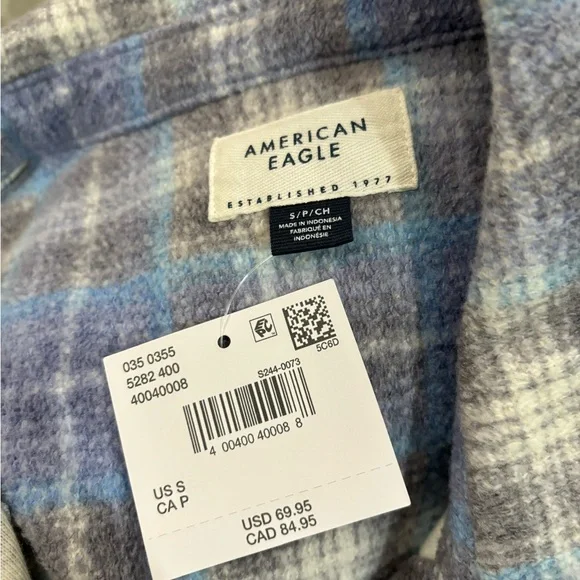 AMERICAN
EAGLE
ESTABLISHED 1977
S/P/CH
MADE IN INDONESIA
FABRIQUÉ EN
INDONÉSIE
035 0355
5282 400
40040008
5C6D
S244-0073
4 00400 40008 8
US S
CA P
USD 69.95
CAD 84.95